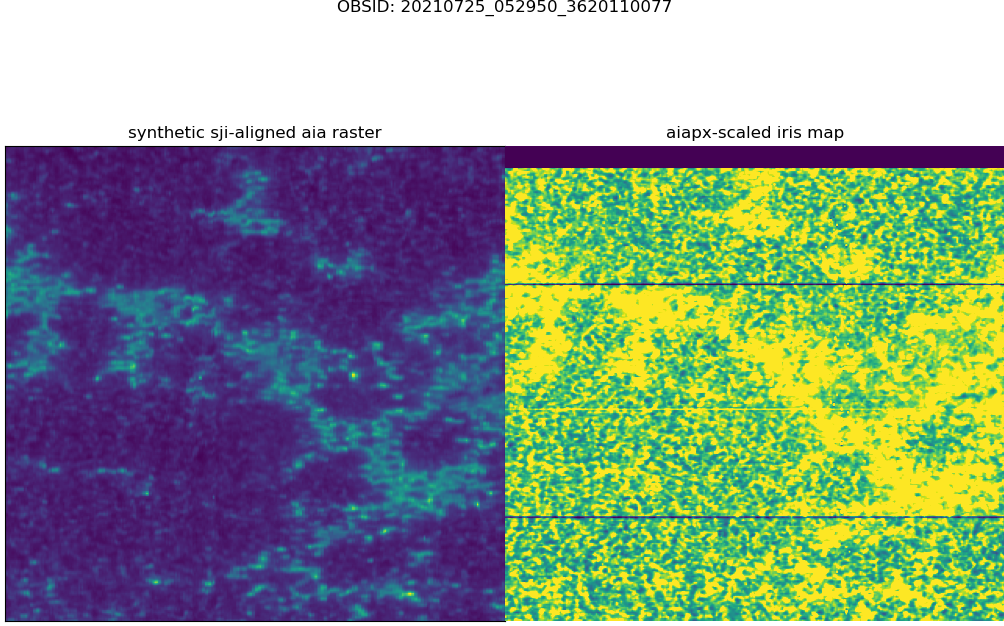 OBSID: 20210725_052950_3620110077
synthetic sji-aligned aia raster
aiapx-scaled iris map